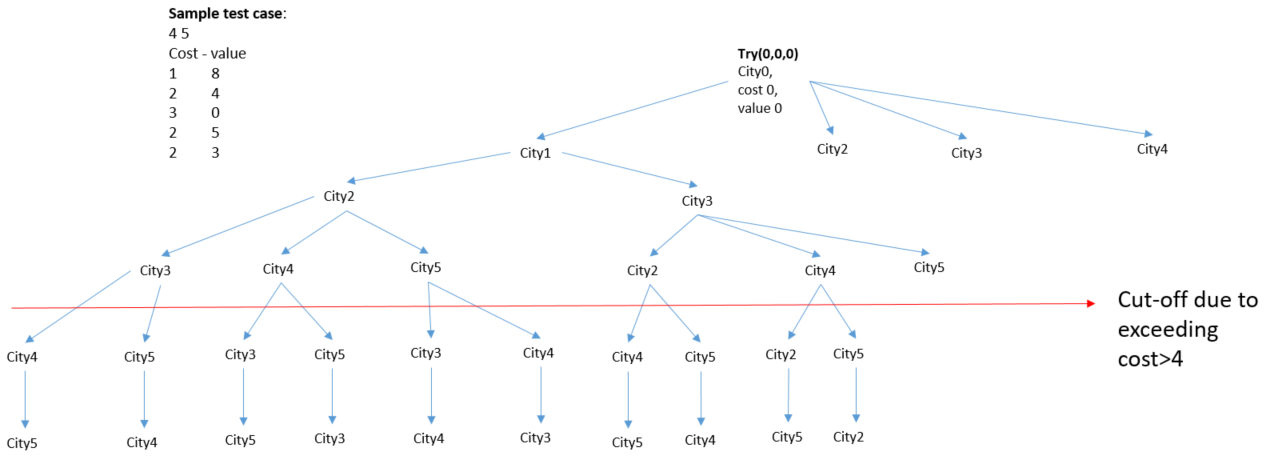 Sample test case:
4 5
Cost - value
1 8
2 4
3 0
2 5
2 3
Try(0,0,0)
City0,
cost 0,
value 0
City1
City2
City3
City4
City2
City3
City3
City4
City5
City2
City4
City5
Cut-off due to
exceeding
cost>4
City4
City5
City3
City5
City3
City4
City4
City5
City2
City5
City5
City4
City5
City3
City4
City3
City5
City4
City5
City2